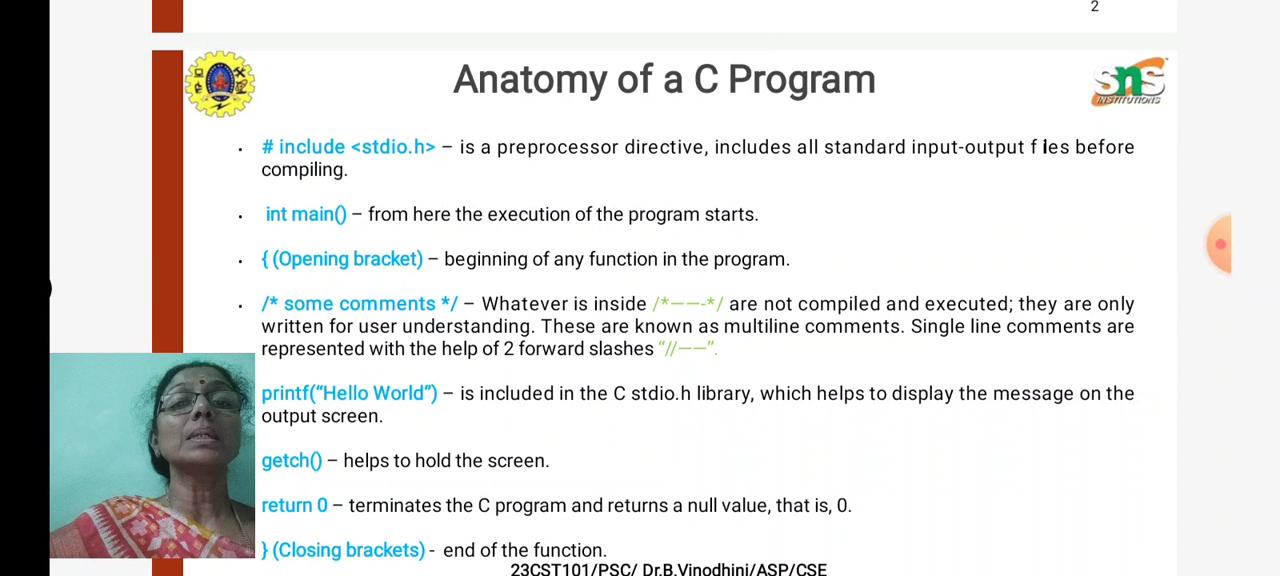 2
Anatomy of a C Program
SNS
INSTITUTIONS
• # include <stdio.h> – is a preprocessor directive, includes all standard input-output f les before
compiling.
• int main() – from here the execution of the program starts.
• { (Opening bracket) – beginning of any function in the program.
• /* some comments */ – Whatever is inside /*——-*/ are not compiled and executed; they are only
written for user understanding. These are known as multiline comments. Single line comments are
represented with the help of 2 forward slashes “//——”.
printf(“Hello World”) – is included in the C stdio.h library, which helps to display the message on the
output screen.
getch() – helps to hold the screen.
return 0 – terminates the C program and returns a null value, that is, 0.
} (Closing brackets) - end of the function.
23CST101/PSC/ Dr.B.Vinodhini/ASP/CSE